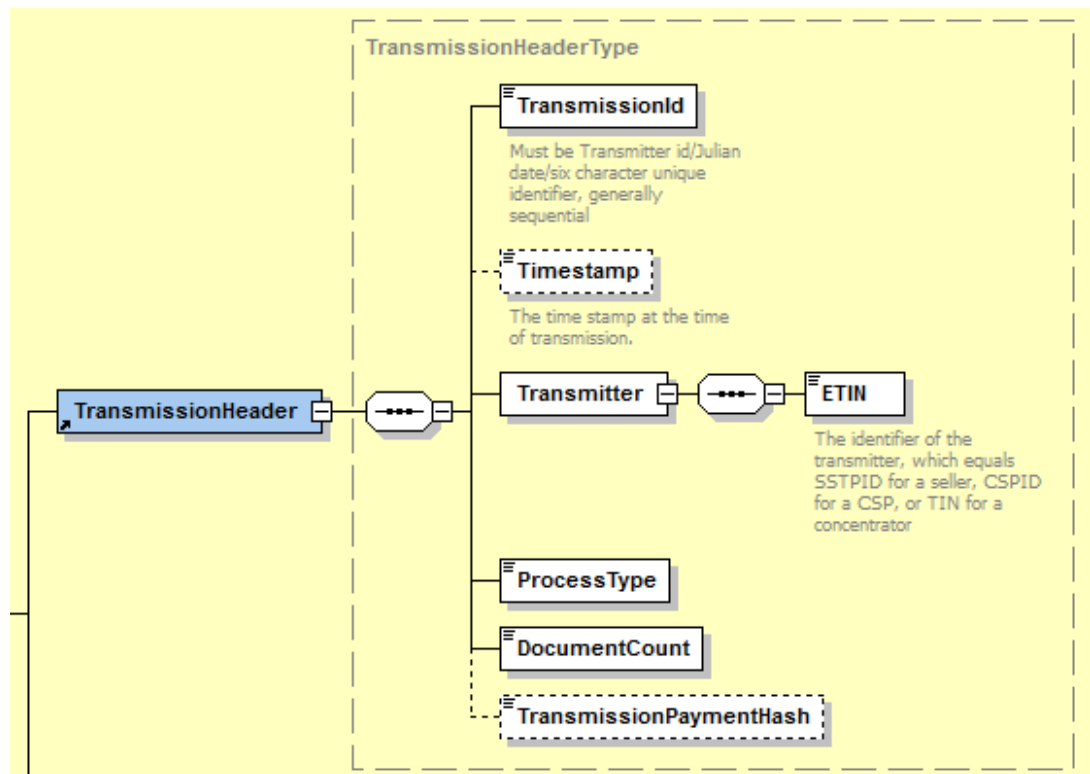 TransmissionHeaderType
TransmissionId
Must be Transmitter id/Julian
date/six character unique
identifier, generally
sequential
Timestamp
The time stamp at the time
of transmission.
TransmissionHeader
Transmitter
ETIN
The identifier of the
transmitter, which equals
SSTPID for a seller, CSPID
for a CSP, or TIN for a
concentrator
ProcessType
DocumentCount
TransmissionPaymentHash